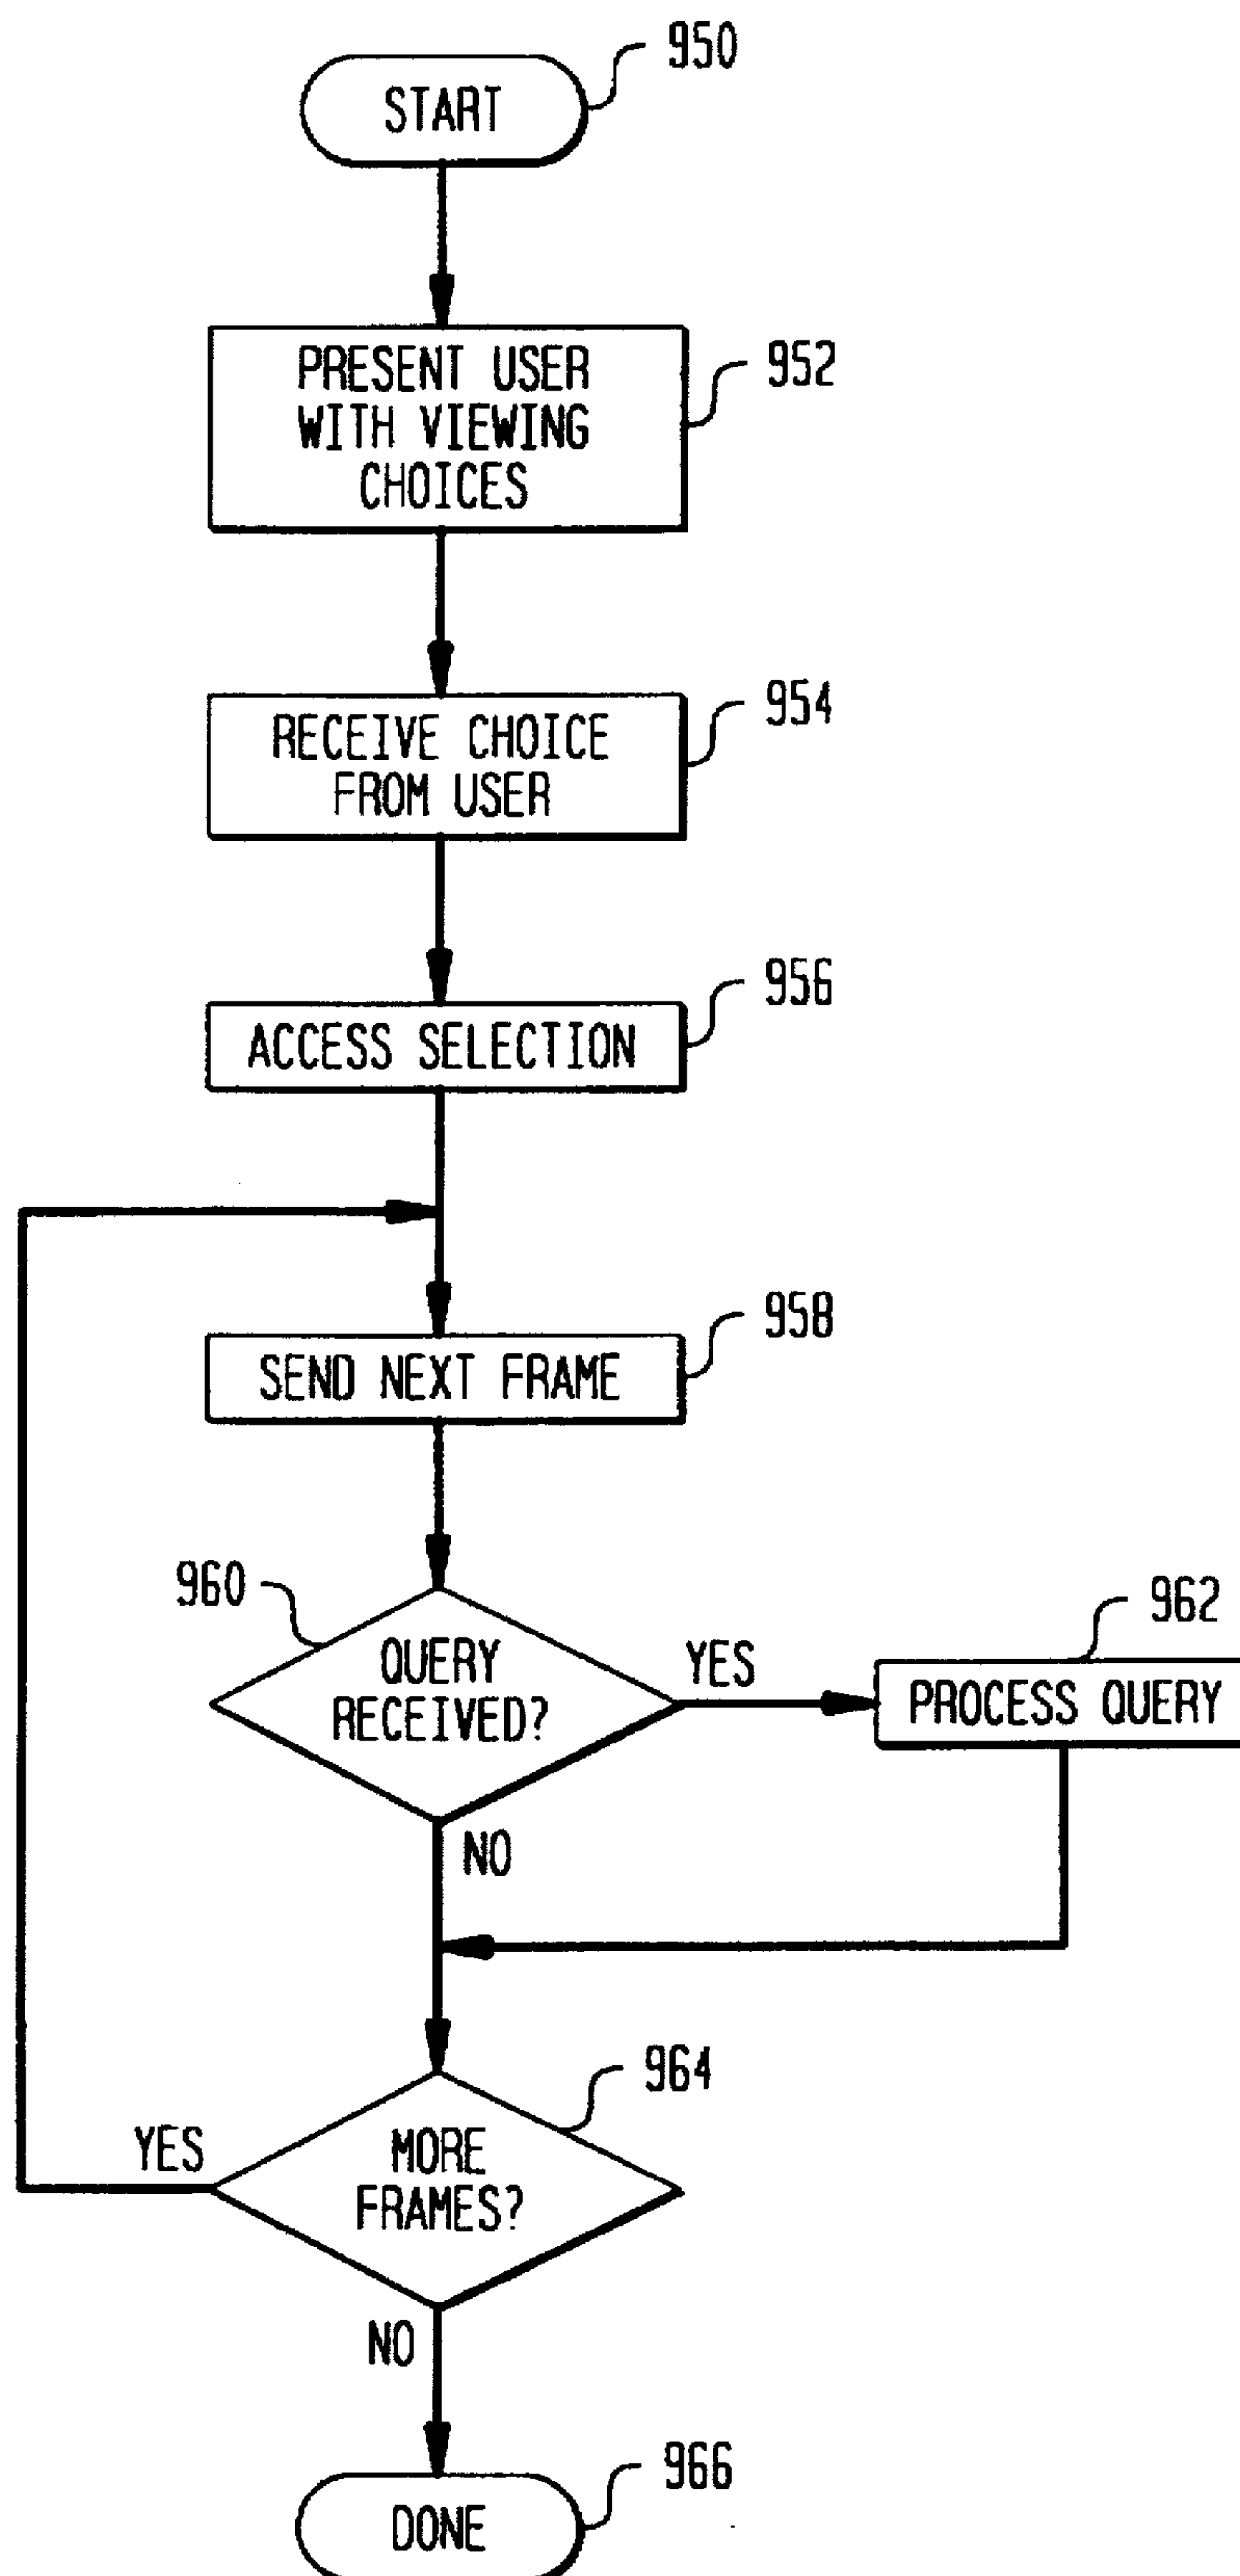 950
START
PRESENT USER
WITH VIEWING
CHOICES
952
RECEIVE CHOICE
FROM USER
954
ACCESS SELECTION
956
SEND NEXT FRAME
958
960
QUERY
RECEIVED?
YES
962
PROCESS QUERY
NO
964
MORE
FRAMES?
YES
NO
966
DONE